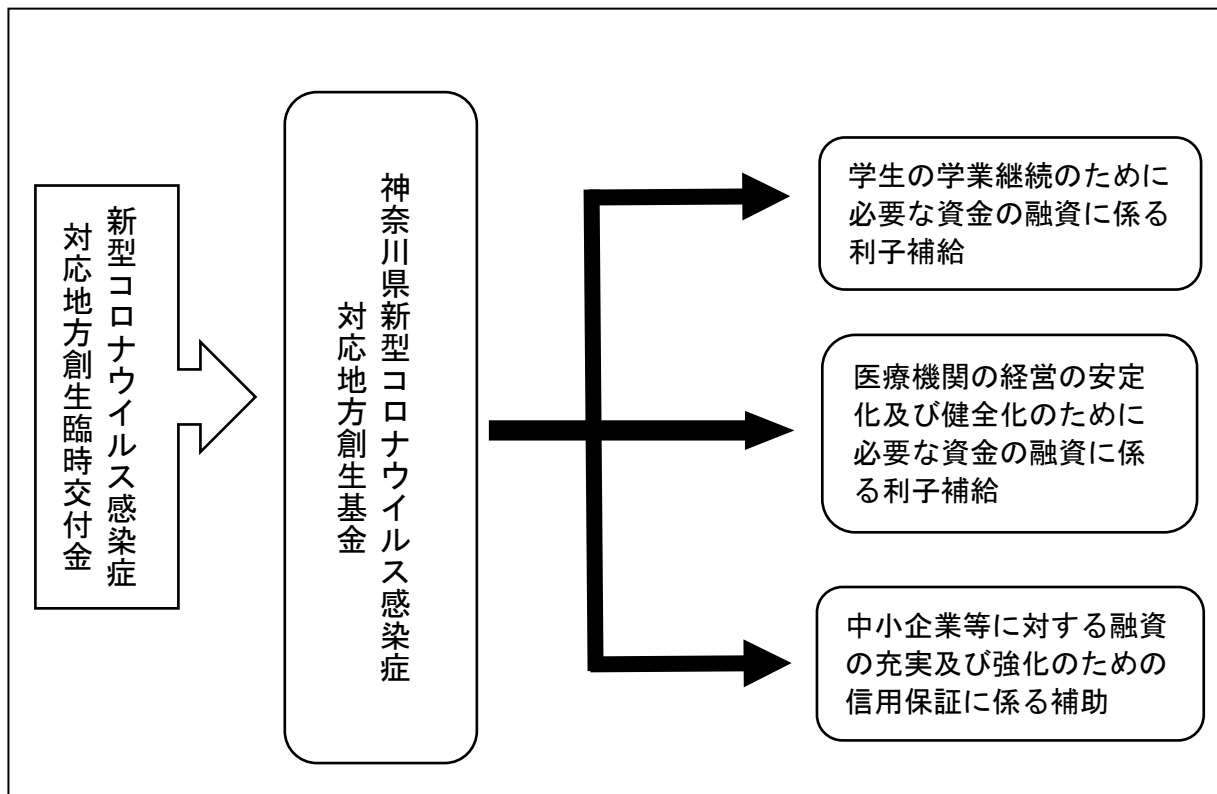 新型コロナウイルス感染症
対応地方創生臨時交付金
神奈川県新型コロナウイルス感染症
対応地方創生基金
学生の学業継続のために
必要な資金の融資に係る
利子補給
医療機関の経営の安定
化及び健全化のために
必要な資金の融資に係
る利子補給
中小企業等に対する融資
の充実及び強化のための
信用保証に係る補助